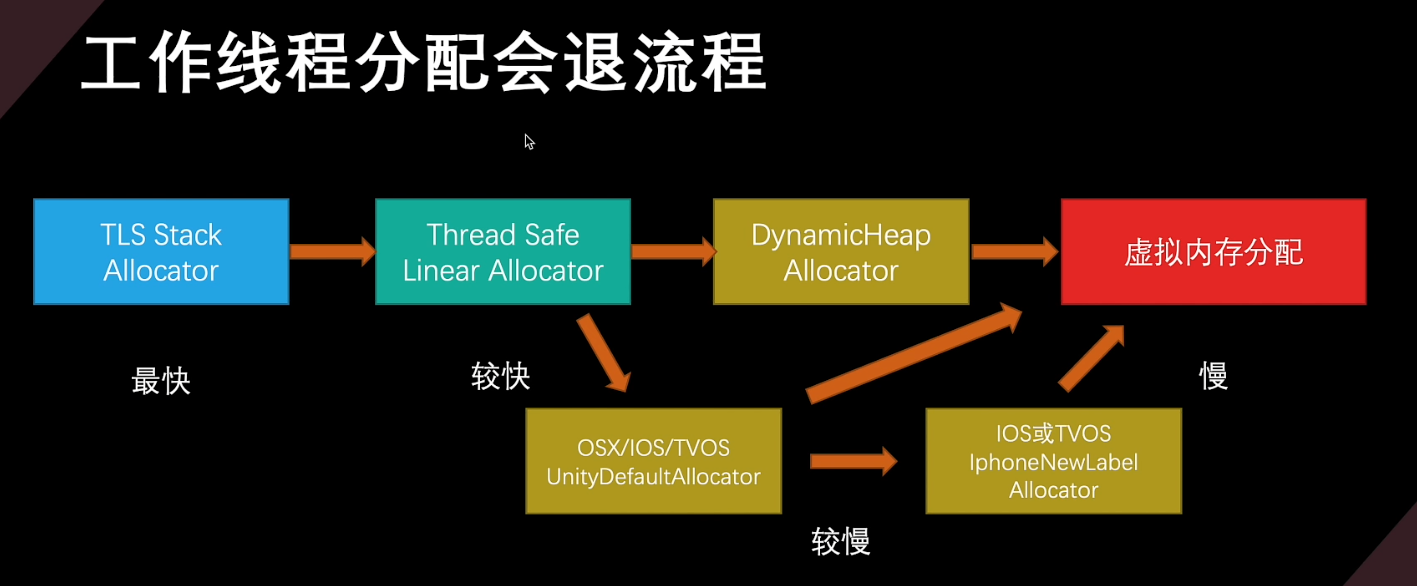 工作线程分配会退流程
TLS Stack
Allocator
Thread Safe
Linear Allocator
DynamicHeap
Allocator
虚拟内存分配
最快
较快
慢
OSX/IOS/TVOS
UnityDefaultAllocator
IOS或TVOS
IphoneNewLabel
Allocator
较慢